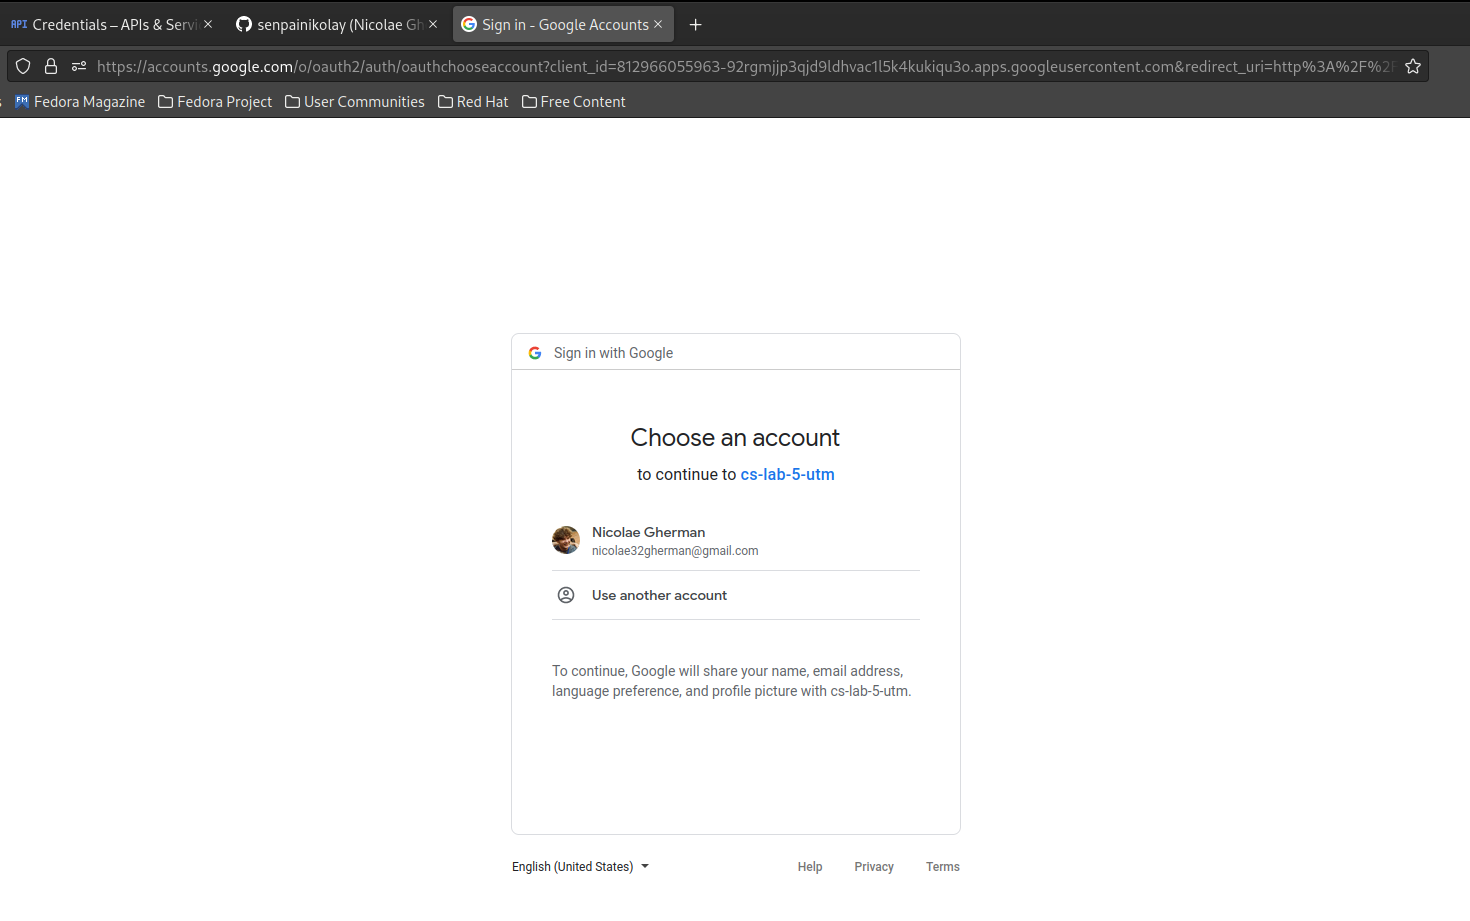 API Credentials – APIs & Servi
senpainikolay (Nicolae Gh
Sign in - Google Accounts
https://accounts.google.com/o/oauth2/auth/oauthchooseaccount?client_id=812966055963-92rgmjjp3qjd9ldhvac1l5k4kukiqu3o.apps.googleusercontent.com&redirect_uri=http%3A%2F%2F
s FM Fedora Magazine Fedora Project User Communities Red Hat Free Content
Sign in with Google
Choose an account
to continue to cs-lab-5-utm
Nicolae Gherman
nicolae32gherman@gmail.com
Use another account
To continue, Google will share your name, email address,
language preference, and profile picture with cs-lab-5-utm.
English (United States) Help Privacy Terms